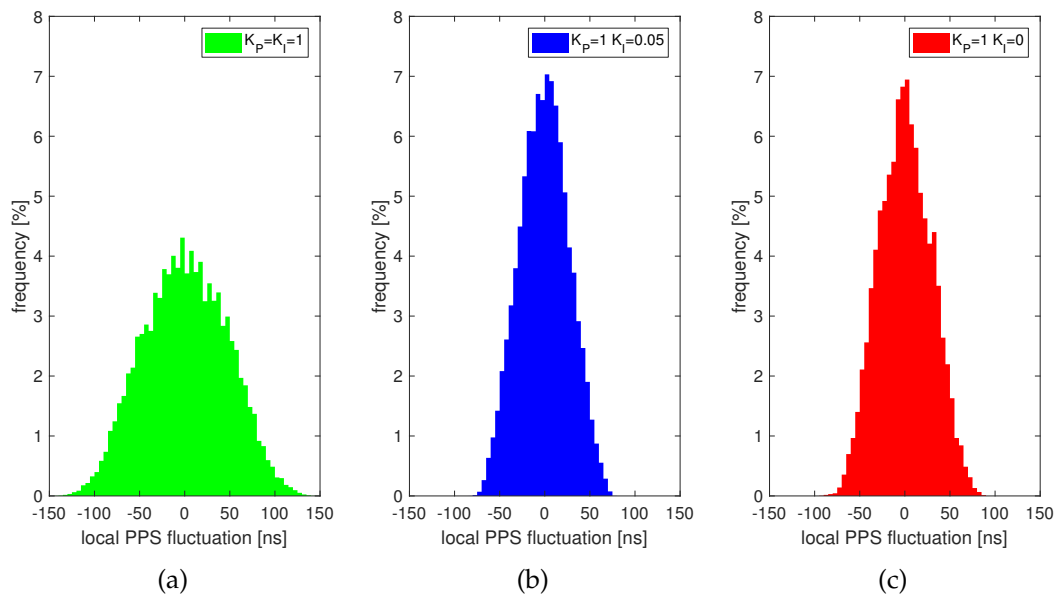 K_P=K_I=1
8
7
6
5
4
3
2
1
0
frequency [%]
-150 -100 -50 0 50 100 150
local PPS fluctuation [ns]
(a)
K_P=1 K_I=0.05
8
7
6
5
4
3
2
1
0
frequency [%]
-150 -100 -50 0 50 100 150
local PPS fluctuation [ns]
(b)
K_P=1 K_I=0
8
7
6
5
4
3
2
1
0
frequency [%]
-150 -100 -50 0 50 100 150
local PPS fluctuation [ns]
(c)